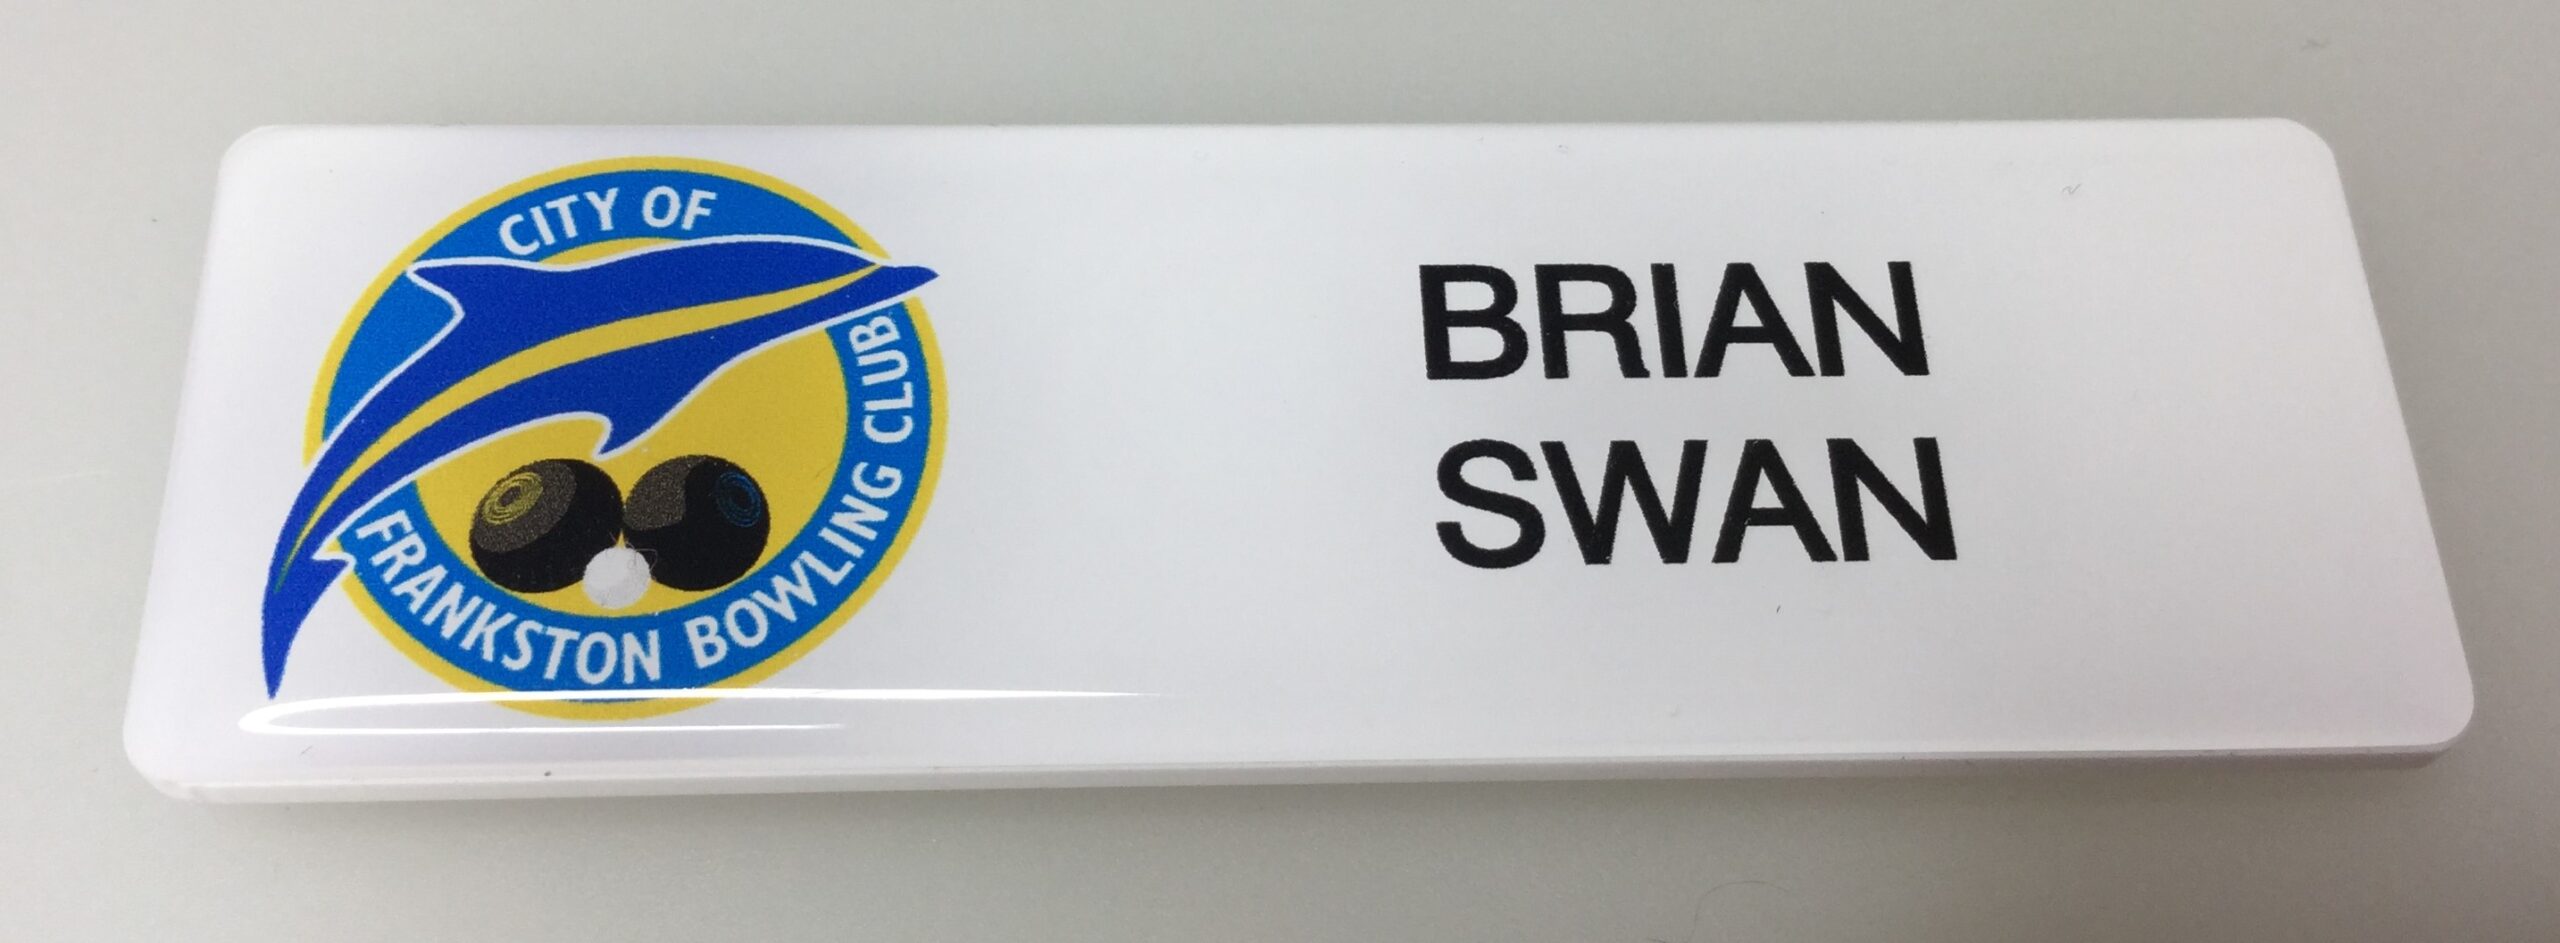 CITY OF
FRANKSTON BOWLING CLUB
BRIAN
SWAN